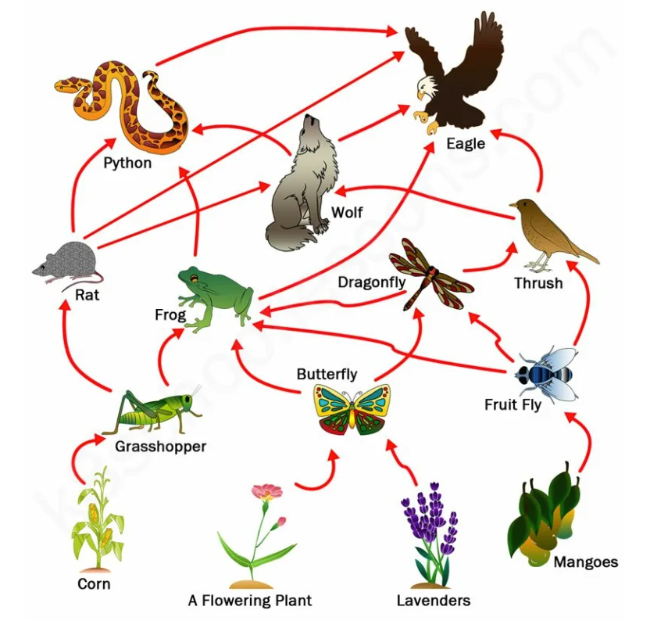 Eagle
Python
Wolf
Thrush
Dragonfly
Rat
Frog
Butterfly
Fruit Fly
Grasshopper
Mangoes
Corn
A Flowering Plant
Lavenders